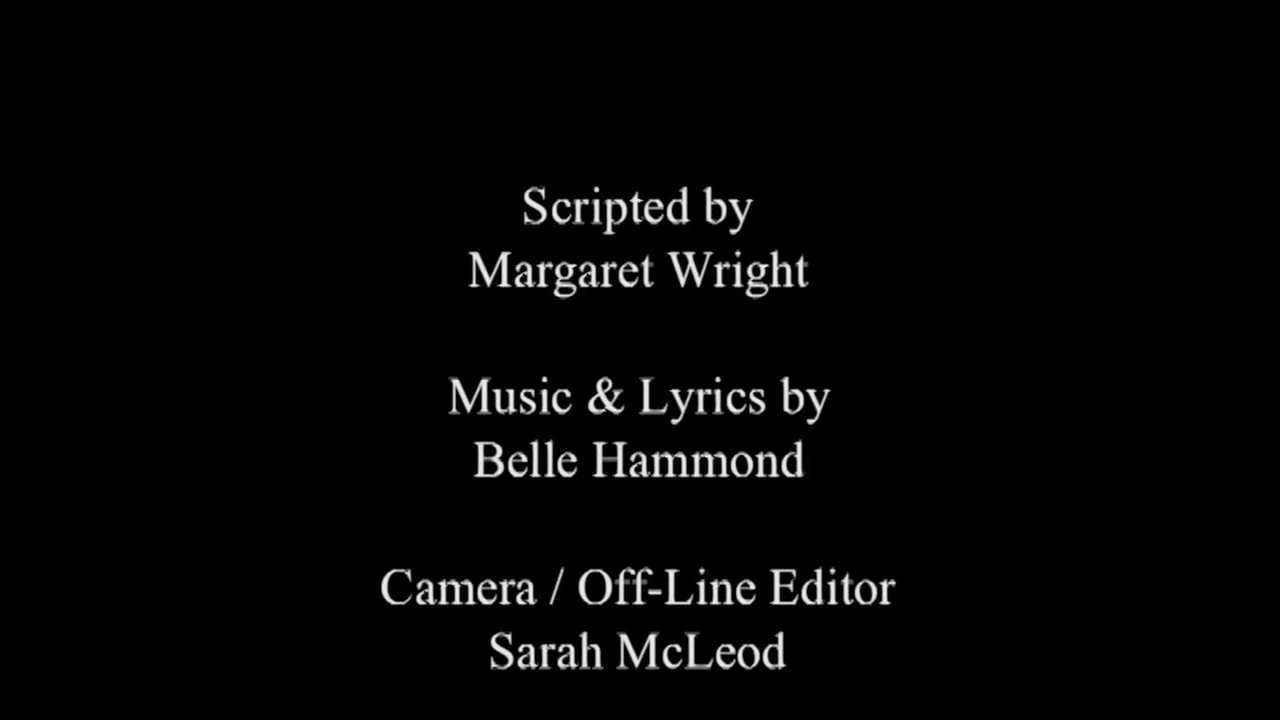 Scripted by
Margaret Wright
Music & Lyrics by
Belle Hammond
Camera / Off-Line Editor
Sarah McLeod